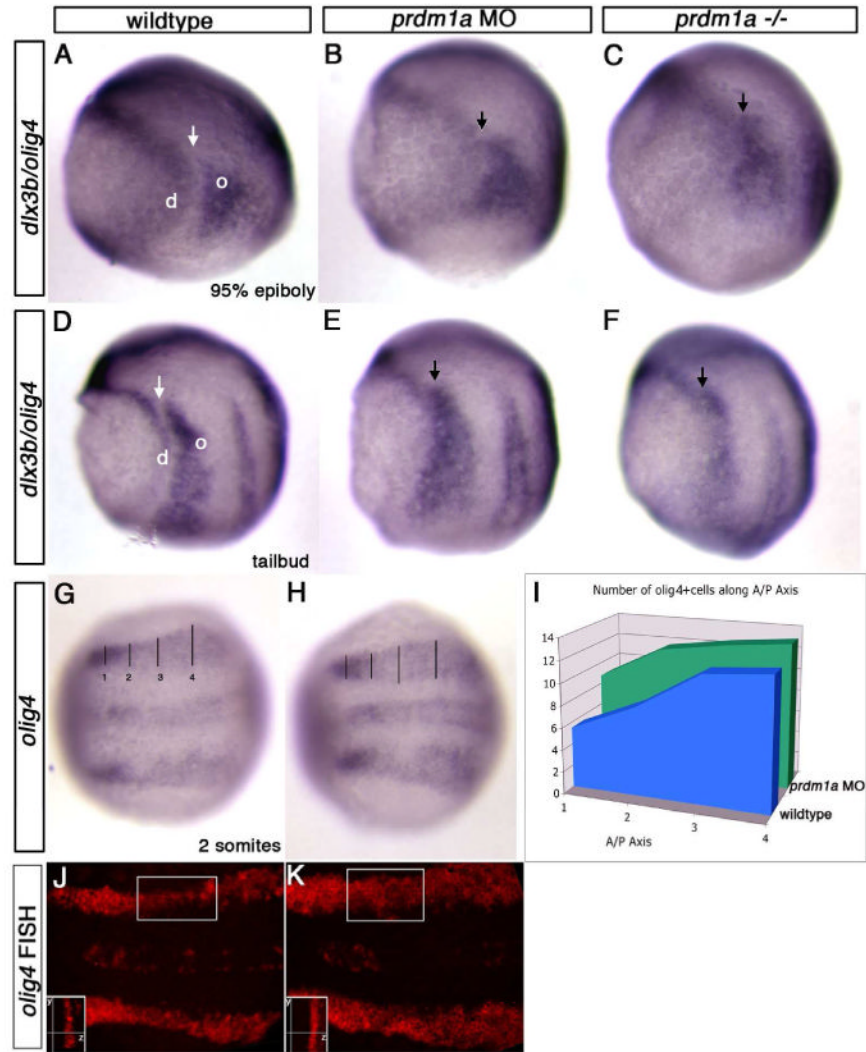 wildtype
prdm1a MO
prdm1a -/-
dlx3b/olig4
A
d
o
95% epiboly
B
C
dlx3b/olig4
D
d
o
tailbud
E
F
olig4
G
1 2 3 4
2 somites
H
I
Number of olig4+cells along A/P Axis
14
12
10
8
6
4
2
0
1
2
3
4
A/P Axis
prdm1a MO
wildtype
olig4 FISH
J
y
z
K
y
z